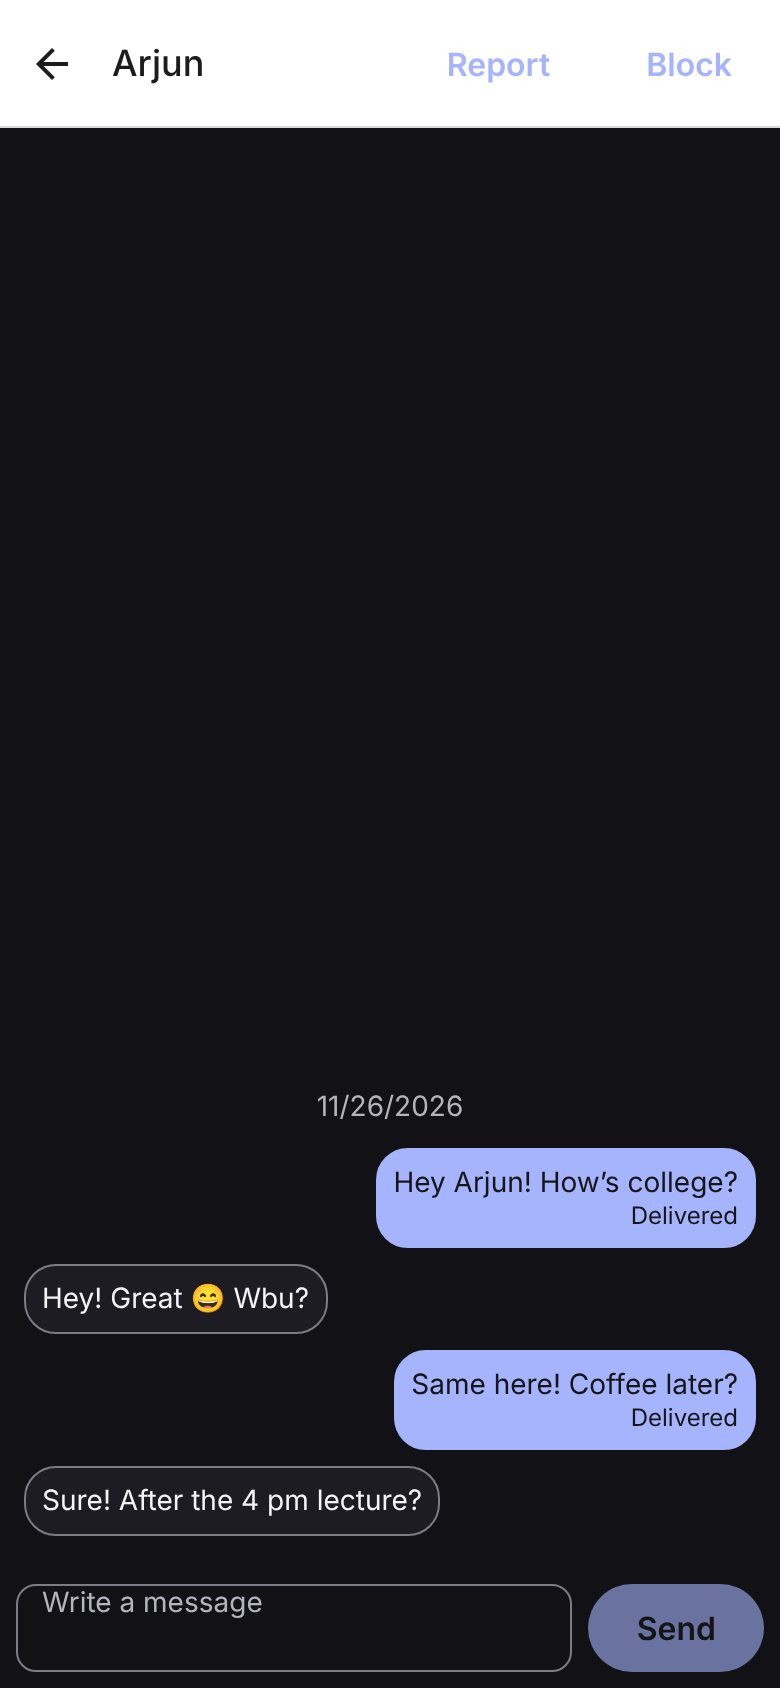 Arjun Report Block
11/26/2026
Hey Arjun! How’s college?
Delivered
Hey! Great 😄 Wbu?
Same here! Coffee later?
Delivered
Sure! After the 4 pm lecture?
Write a message
Send